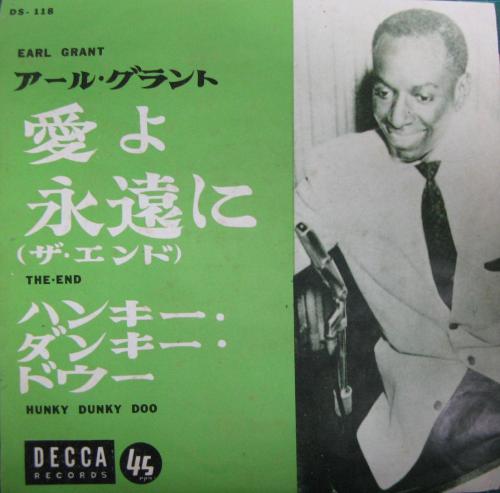 DS-118
EARL GRANT
アール・グラント
愛よ
永遠に
(ザ・エンド)
THE・END
ハンキー・
ダンキー・
ドウー
HUNKY DUNKY DOO
DECCA
RECORDS
45
rpm